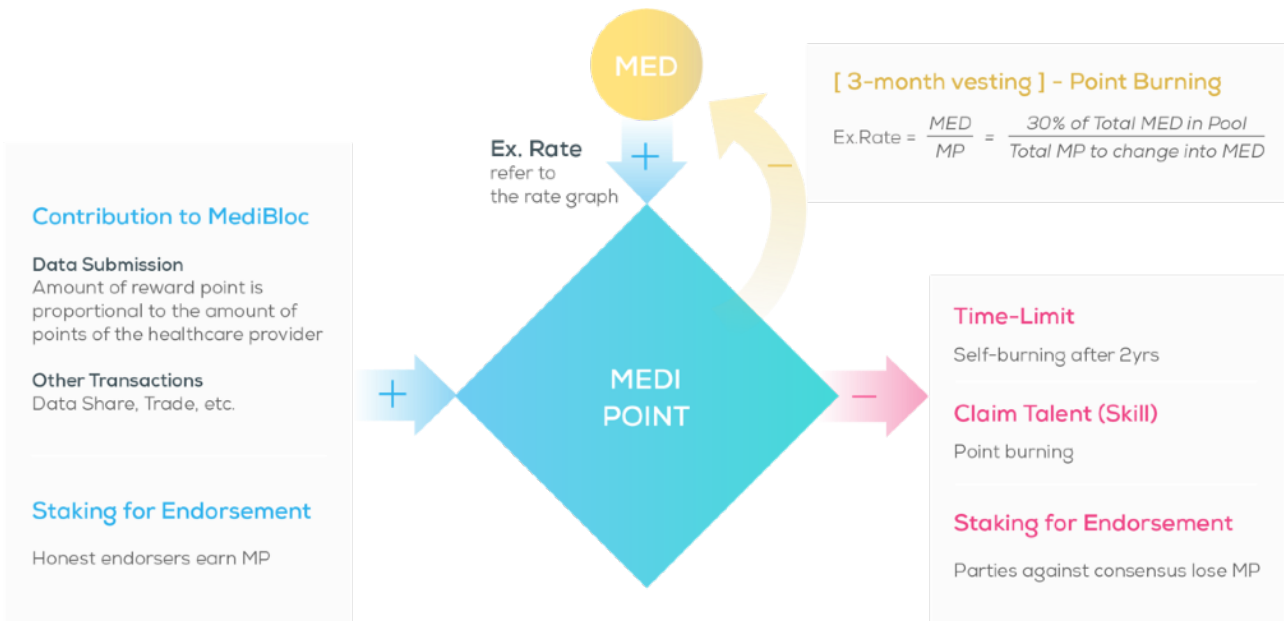 MED
[ 3-month vesting ] - Point Burning
Ex.Rate = MED / MP = 30% of Total MED in Pool / Total MP to change into MED
Ex. Rate
refer to
the rate graph
+
−
Contribution to MediBloc
Data Submission
Amount of reward point is
proportional to the amount of
points of the healthcare provider
Other Transactions
Data Share, Trade, etc.
Staking for Endorsement
Honest endorsers earn MP
+
MEDI
POINT
−
Time-Limit
Self-burning after 2yrs
Claim Talent (Skill)
Point burning
Staking for Endorsement
Parties against consensus lose MP